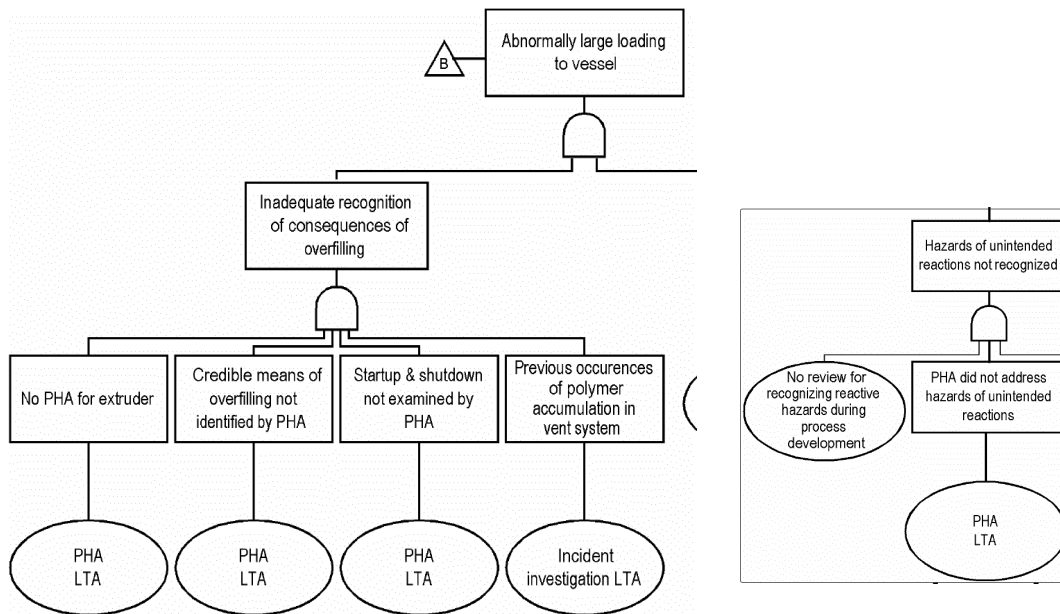 Abnormally large loading
to vessel
B
Inadequate recognition
of consequences of
overfilling
No PHA for extruder
Credible means of
overfilling not
identified by PHA
Startup & shutdown
not examined by
PHA
Previous occurences
of polymer
accumulation in
vent system
PHA
LTA
PHA
LTA
PHA
LTA
Incident
investigation LTA
Hazards of unintended
reactions not recognized
No review for
recognizing reactive
hazards during
process
development
PHA did not address
hazards of unintended
reactions
PHA
LTA